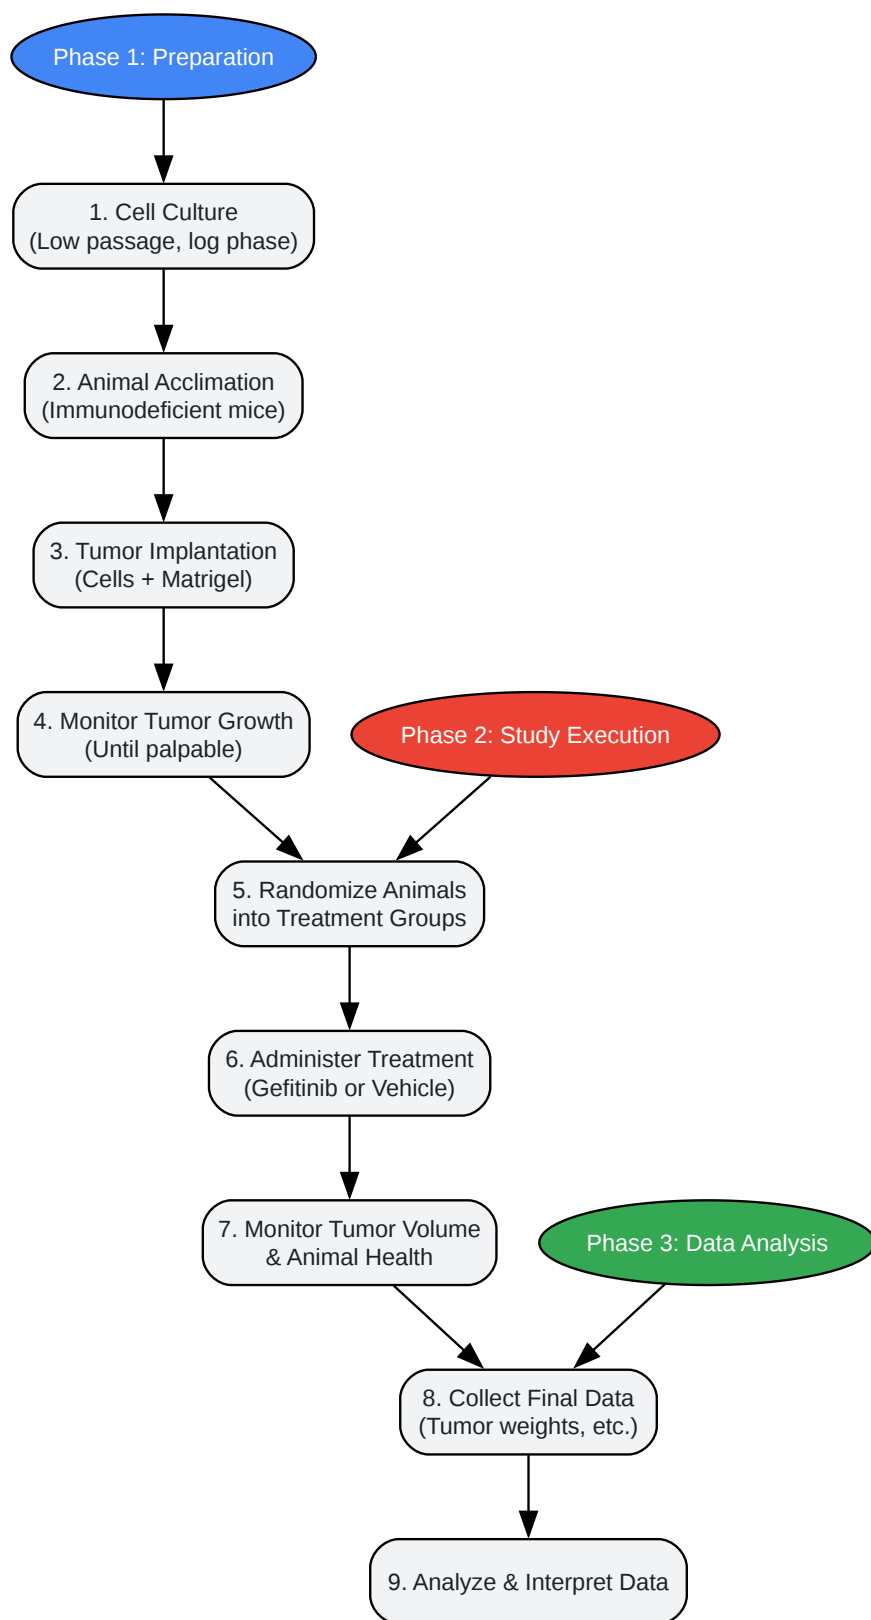 Phase 1: Preparation
1. Cell Culture
(Low passage, log phase)
2. Animal Acclimation
(Immunodeficient mice)
3. Tumor Implantation
(Cells + Matrigel)
4. Monitor Tumor Growth
(Until palpable)
Phase 2: Study Execution
5. Randomize Animals
into Treatment Groups
6. Administer Treatment
(Gefitinib or Vehicle)
7. Monitor Tumor Volume
& Animal Health
Phase 3: Data Analysis
8. Collect Final Data
(Tumor weights, etc.)
9. Analyze & Interpret Data